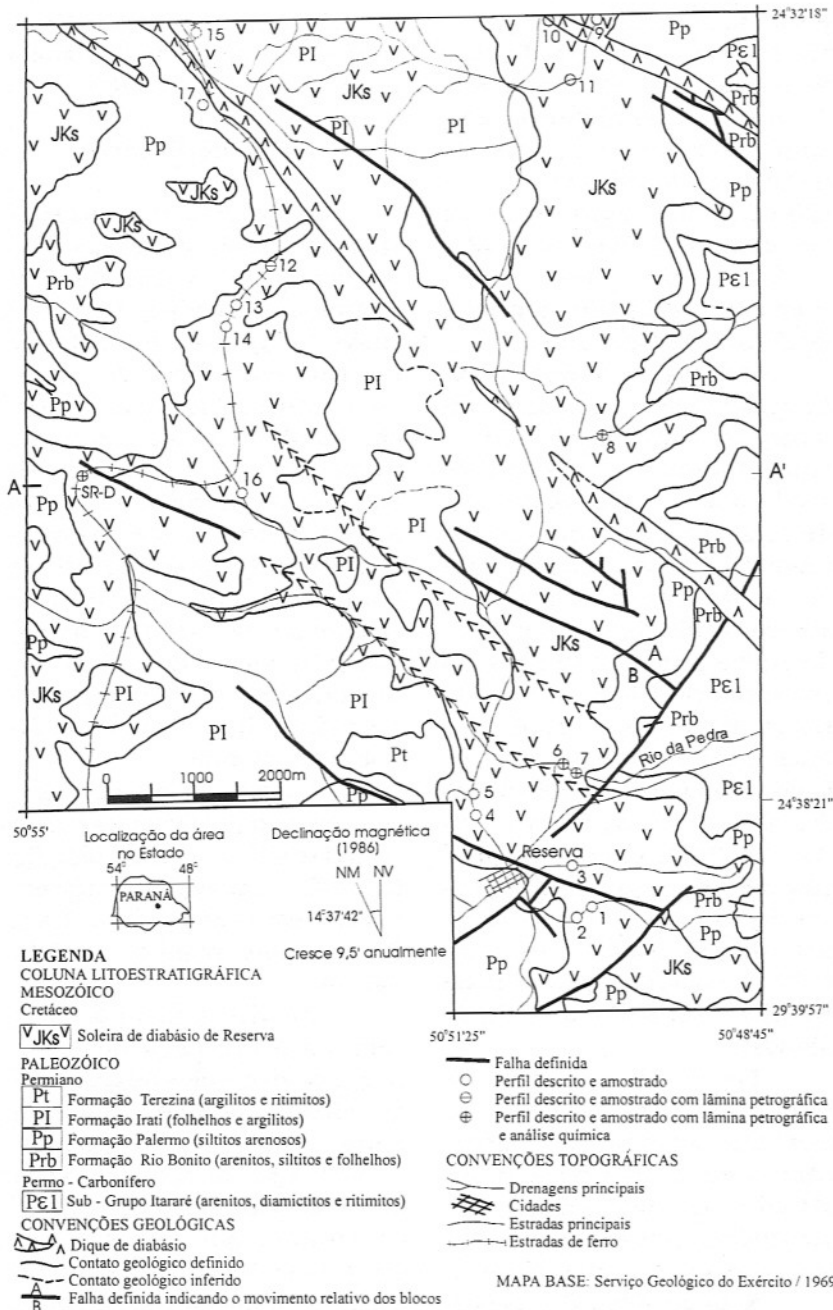 24°32'18"
15
PI
10
9
Pp
Pε1
17
11
JKs
PI
PI
Prb
Prb
JKs
Pp
JKs
Pp
JKs
JKs
12
Pε1
Prb
13
14
PI
Prb
Pp
8
A
SR-D
16
A'
Pp
PI
Prb
PI
Pp
A
Prb
JKs
B
Pp
Pε1
JKs
PI
PI
Prb
Rio da Pedra
Pt
6
7
0
1000
2000m
Pp
5
Pε1
4
24°38'21"
50°55'
Pp
Localização da área
no Estado
54°
48°
PARANÁ
Declinação magnética
(1986)
NM
NV
14°37'42"
Cresce 9,5' anualmente
Reserva
3
1
2
Prb
Pp
Pp
JKs
Pp
29°39'57"
50°51'25"
50°48'45"
LEGENDA
COLUNA LITOESTRATIGRÁFICA
MESOZÓICO
Cretáceo
JKs Soleira de diabásio de Reserva
PALEOZÓICO
Permiano
Pt Formação Terezina (argilitos e ritimitos)
PI Formação Irati (folhelhos e argilitos)
Pp Formação Palermo (siltitos arenosos)
Prb Formação Rio Bonito (arenitos, siltitos e folhelhos)
Permo - Carbonífero
Pε1 Sub - Grupo Itararé (arenitos, diamictitos e ritimitos)
CONVENÇÕES GEOLÓGICAS
Dique de diabásio
Contato geológico definido
Contato geológico inferido
A
B
Falha definida indicando o movimento relativo dos blocos
Falha definida
Perfil descrito e amostrado
Perfil descrito e amostrado com lâmina petrográfica
Perfil descrito e amostrado com lâmina petrográfica
e análise química
CONVENÇÕES TOPOGRÁFICAS
Drenagens principais
Cidades
Estradas principais
Estradas de ferro
MAPA BASE: Serviço Geológico do Exército / 1969